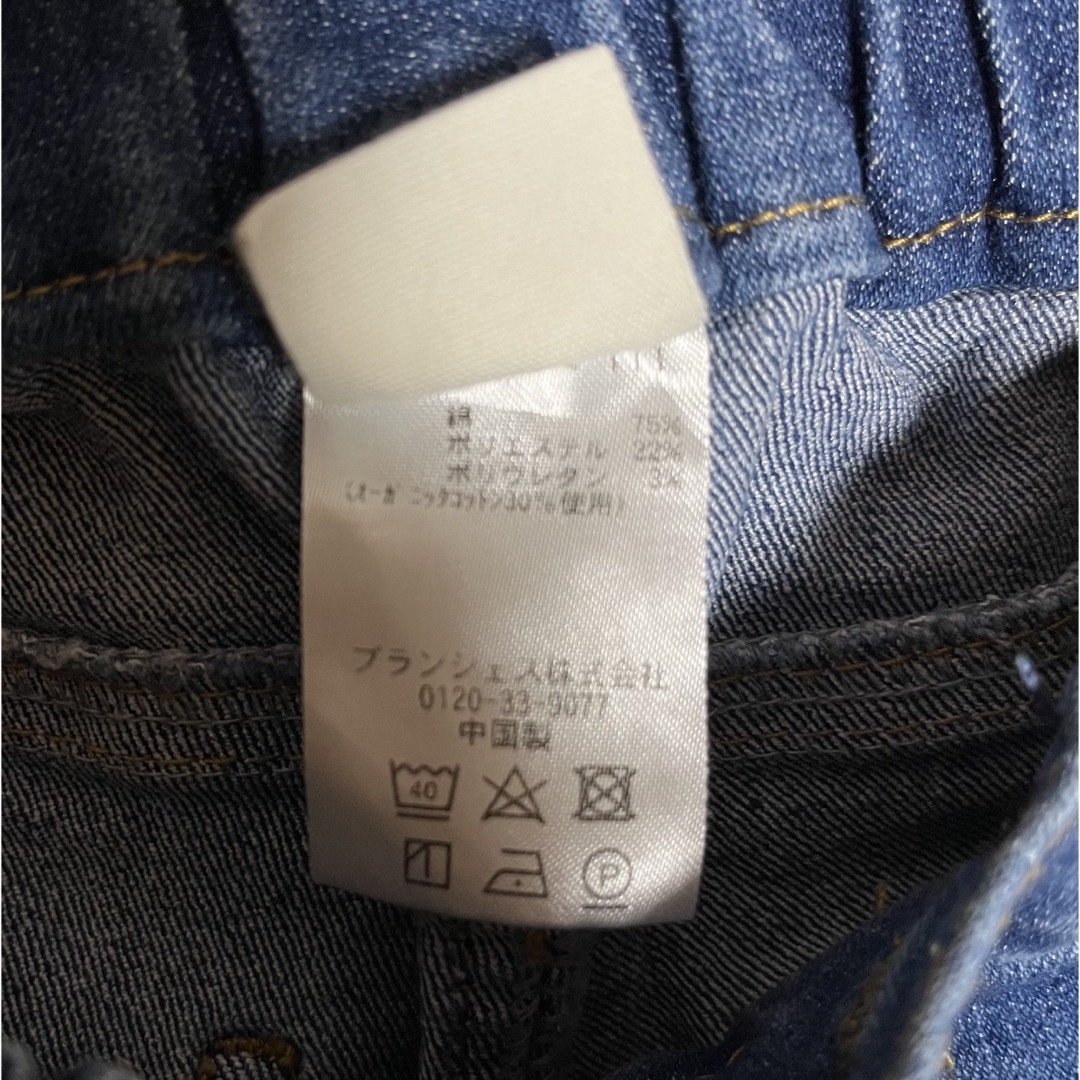 綿 75%
ポリエステル 22%
ポリウレタン 3%
(オーガニックコットン30%使用)
ブランシェス株式会社
0120-33-9077
中国製
40
P